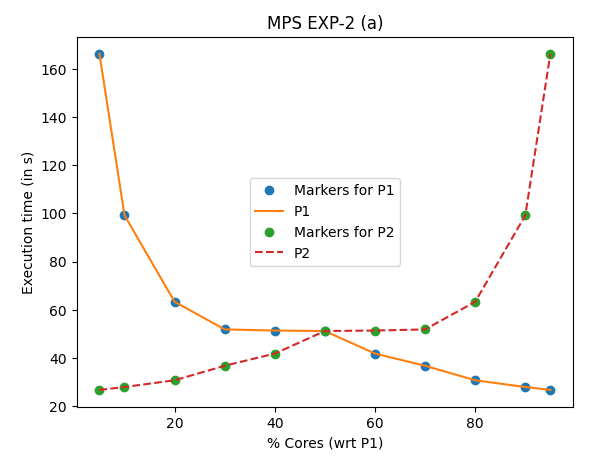 MPS EXP-2 (a)
Execution time (in s)
160
140
120
100
80
60
40
20
Markers for P1
P1
Markers for P2
P2
20 40 60 80
% Cores (wrt P1)